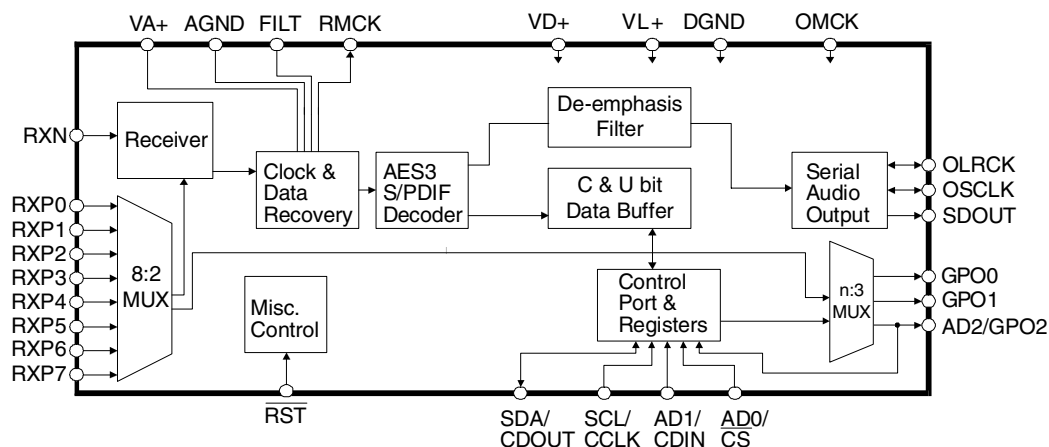 VA+ AGND FILT RMCK VD+ VL+ DGND OMCK
RXN
Receiver
Clock &
Data
Recovery
AES3
S/PDIF
Decoder
De-emphasis
Filter
C & U bit
Data Buffer
Serial
Audio
Output
OLRCK
OSCLK
SDOUT
RXP0
RXP1
RXP2
RXP3
RXP4
RXP5
RXP6
RXP7
8:2
MUX
Misc.
Control
Control
Port &
Registers
n:3
MUX
GPO0
GPO1
AD2/GPO2
RST
SDA/
CDOUT
SCL/
CCLK
AD1/
CDIN
AD0/
CS